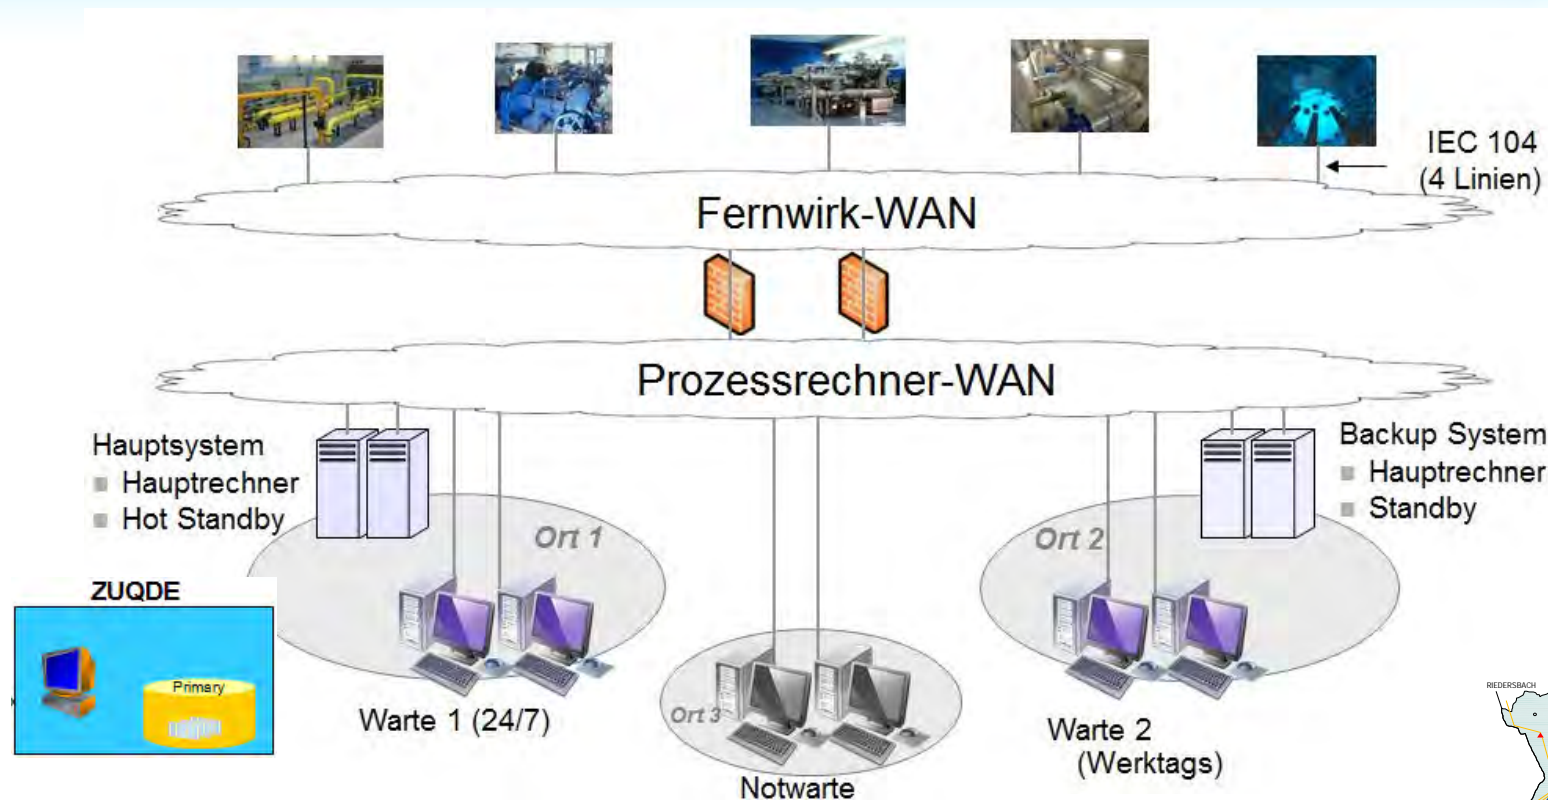 IEC 104
(4 Linien)
Fernwirk-WAN
Prozessrechner-WAN
Hauptsystem
Hauptrechner
Hot Standby
Backup System
Hauptrechner
Standby
Ort 1
Ort 2
ZUQDE
Primary
Warte 1 (24/7)
Ort 3
Warte 2
(Werktags)
Notwarte
RIEDERSBACH